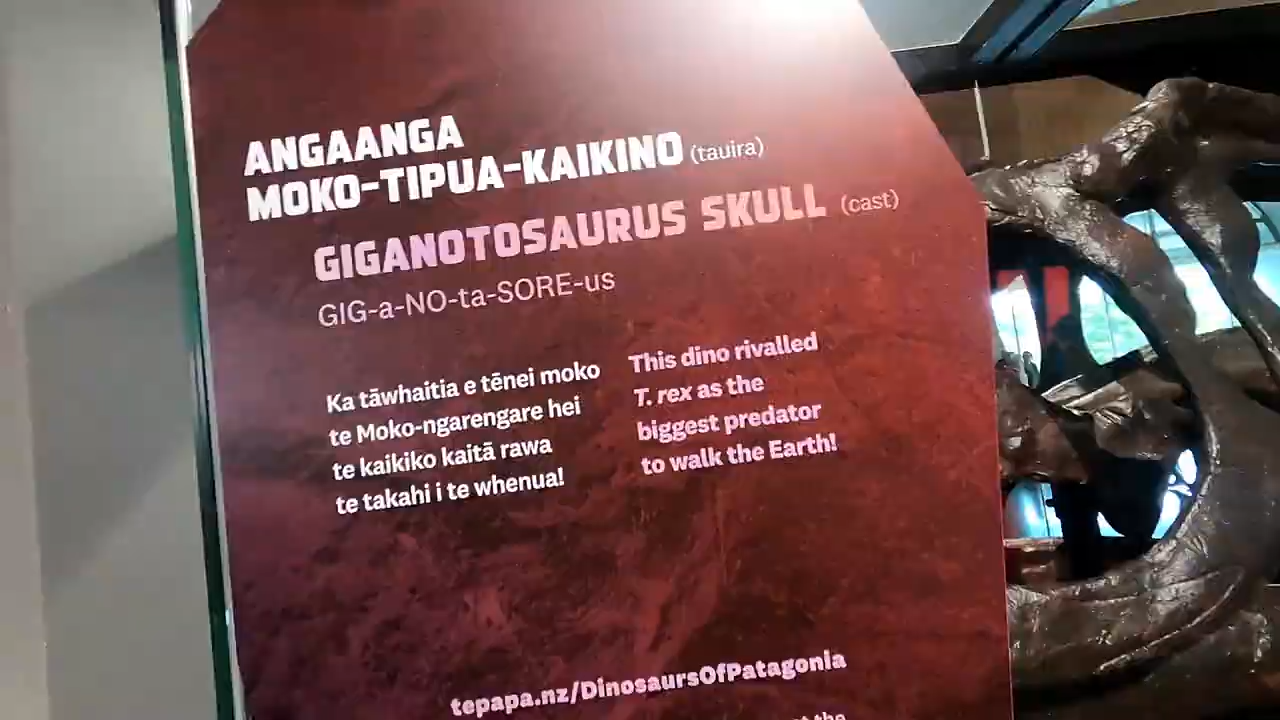 ANGAANGA
MOKO-TIPUA-KAIKINO (tauira)
GIGANOTOSAURUS SKULL (cast)
GIG-a-NO-ta-SORE-us
Ka tāwhaitia e tēnei moko
te Moko-ngarengare hei
te kaikiko kaitā rawa
te takahi i te whenua!
This dino rivalled
T. rex as the
biggest predator
to walk the Earth!
tepapa.nz/DinosaursOfPatagonia
the